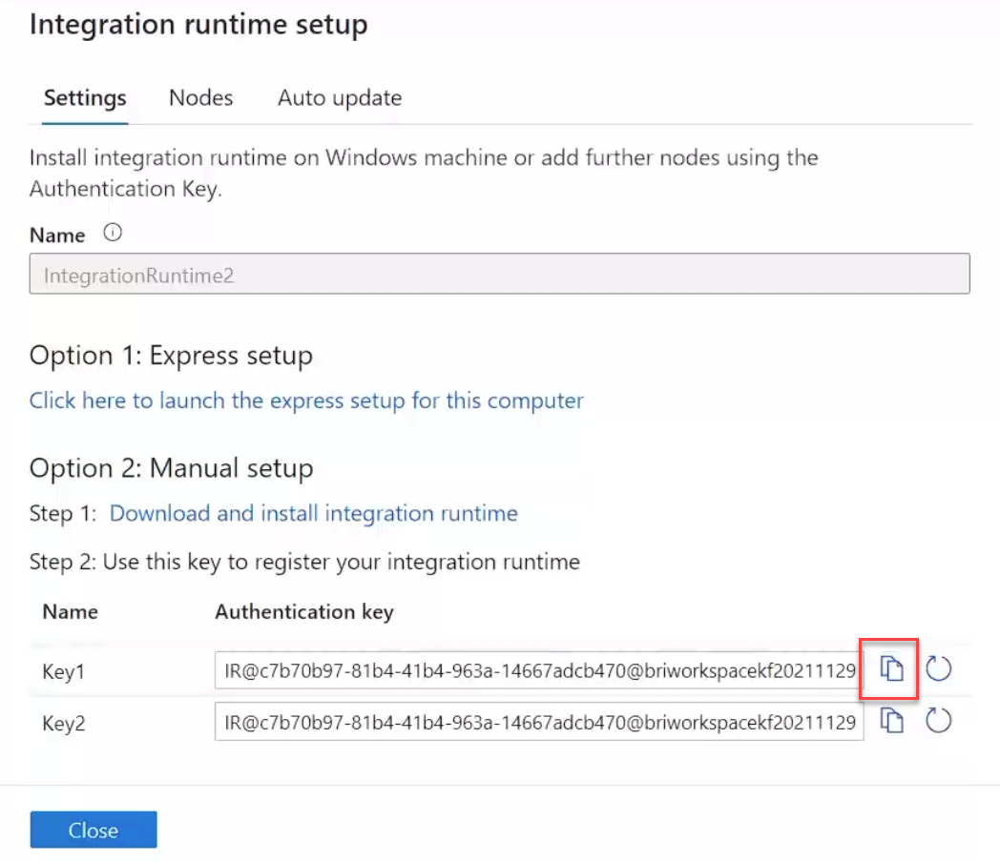 Integration runtime setup
Settings Nodes Auto update
Install integration runtime on Windows machine or add further nodes using the
Authentication Key.
Name
IntegrationRuntime2
Option 1: Express setup
Click here to launch the express setup for this computer
Option 2: Manual setup
Step 1: Download and install integration runtime
Step 2: Use this key to register your integration runtime
Name Authentication key
Key1 IR@c7b70b97-81b4-41b4-963a-14667adcb470@briworkspacekf20211129
Key2 IR@c7b70b97-81b4-41b4-963a-14667adcb470@briworkspacekf20211129
Close